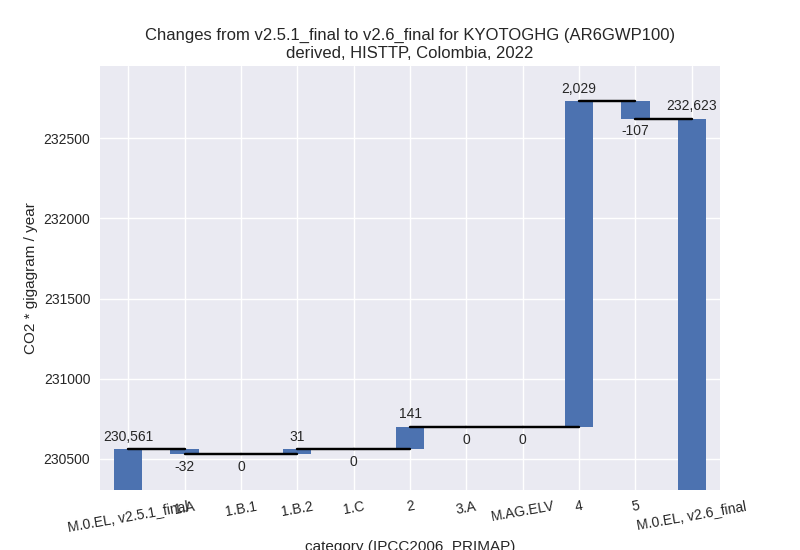 Changes from v2.5.1_final to v2.6_final for KYOTOGHG (AR6GWP100)
derived, HISTTP, Colombia, 2022
CO2 * gigagram / year
232500
232000
231500
231000
230500
230,561
-32
0
31
0
141
0
0
2,029
-107
232,623
M.0.EL, v2.5.1_final
1.A
1.B.1
1.B.2
1.C
2
3.A
M.AG.ELV
4
5
M.0.EL, v2.6_final
category (IPCC2006_PRIMAP)